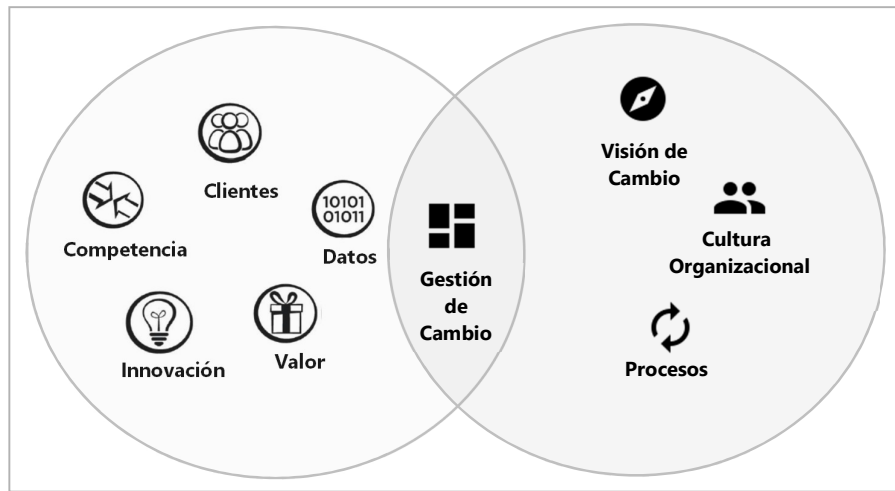 Clientes
Competencia
10101
01011
Datos
Innovación
Valor
Gestión
de
Cambio
Visión de
Cambio
Cultura
Organizacional
Procesos